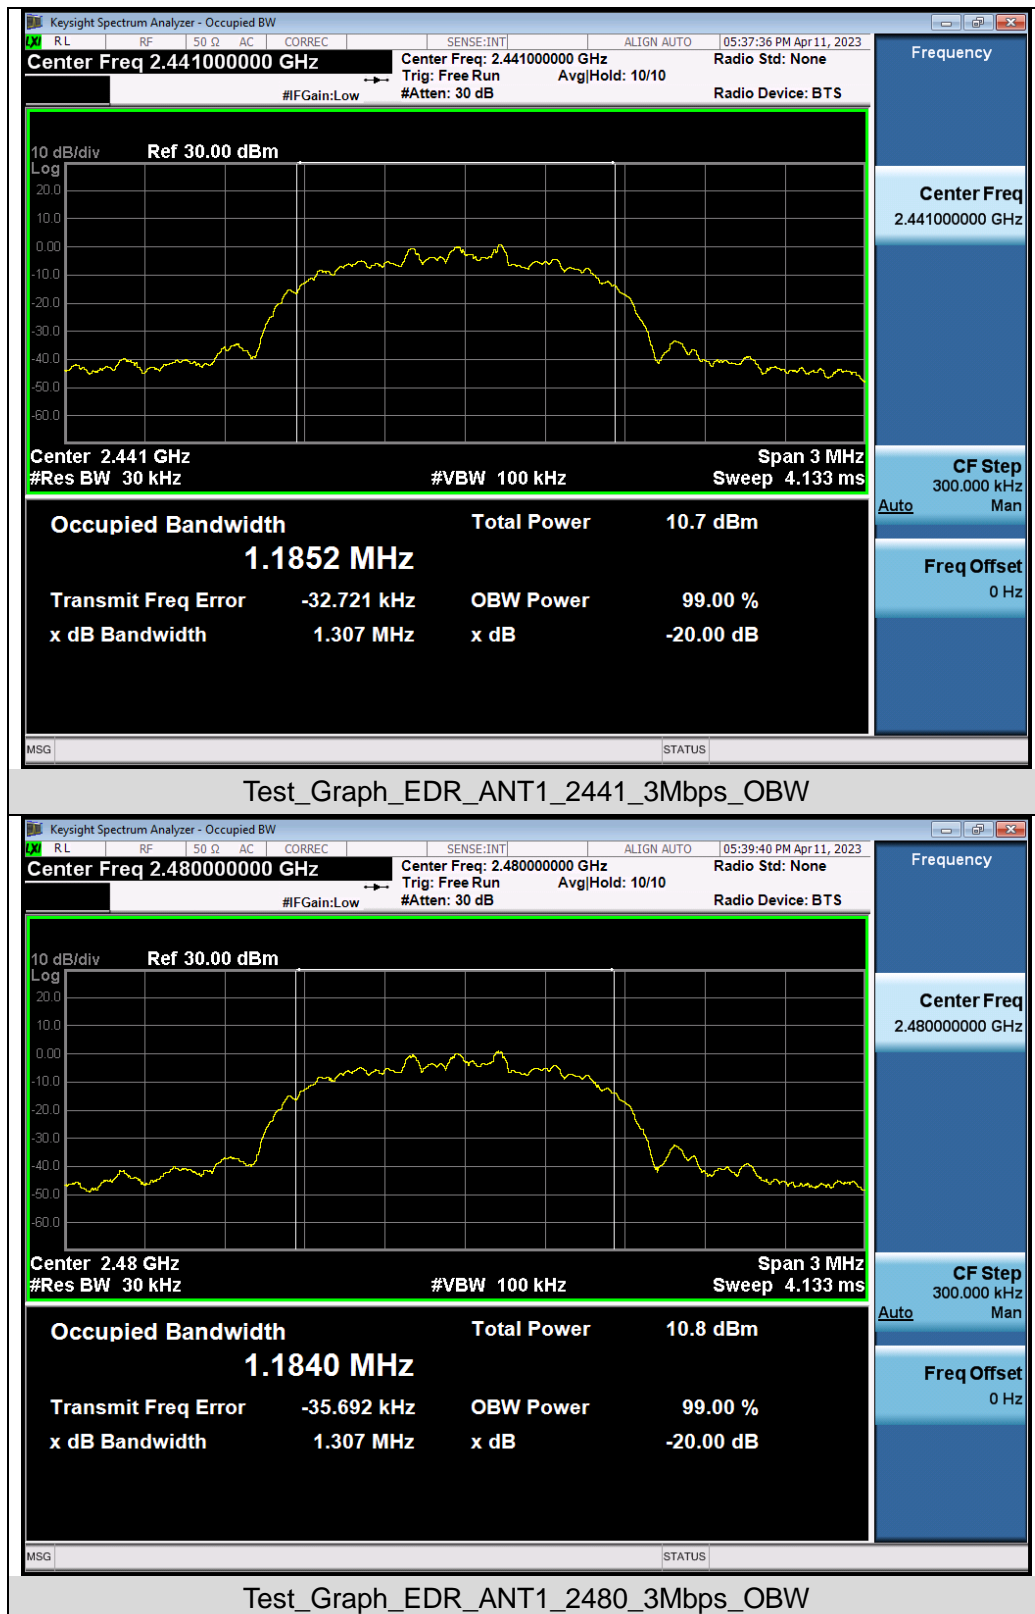 Keysight Spectrum Analyzer - Occupied BW
LXI RL RF 50 Ω AC CORREC SENSE:INT ALIGN AUTO 05:37:36 PM Apr 11, 2023
Center Freq 2.441000000 GHz
Center Freq: 2.441000000 GHz Radio Std: None
Trig: Free Run Avg|Hold: 10/10
#IFGain:Low #Atten: 30 dB Radio Device: BTS
Frequency
10 dB/div Ref 30.00 dBm
Log
20.0
10.0
0.00
-10.0
-20.0
-30.0
-40.0
-50.0
-60.0
Center 2.441 GHz Span 3 MHz
#Res BW 30 kHz #VBW 100 kHz Sweep 4.133 ms
Center Freq
2.441000000 GHz
CF Step
300.000 kHz
Auto Man
Freq Offset
0 Hz
Occupied Bandwidth Total Power 10.7 dBm
1.1852 MHz
Transmit Freq Error -32.721 kHz OBW Power 99.00 %
x dB Bandwidth 1.307 MHz x dB -20.00 dB
MSG STATUS
Test_Graph_EDR_ANT1_2441_3Mbps_OBW
Keysight Spectrum Analyzer - Occupied BW
LXI RL RF 50 Ω AC CORREC SENSE:INT ALIGN AUTO 05:39:40 PM Apr 11, 2023
Center Freq 2.480000000 GHz
Center Freq: 2.480000000 GHz Radio Std: None
Trig: Free Run Avg|Hold: 10/10
#IFGain:Low #Atten: 30 dB Radio Device: BTS
Frequency
10 dB/div Ref 30.00 dBm
Log
20.0
10.0
0.00
-10.0
-20.0
-30.0
-40.0
-50.0
-60.0
Center 2.48 GHz Span 3 MHz
#Res BW 30 kHz #VBW 100 kHz Sweep 4.133 ms
Center Freq
2.480000000 GHz
CF Step
300.000 kHz
Auto Man
Freq Offset
0 Hz
Occupied Bandwidth Total Power 10.8 dBm
1.1840 MHz
Transmit Freq Error -35.692 kHz OBW Power 99.00 %
x dB Bandwidth 1.307 MHz x dB -20.00 dB
MSG STATUS
Test_Graph_EDR_ANT1_2480_3Mbps_OBW